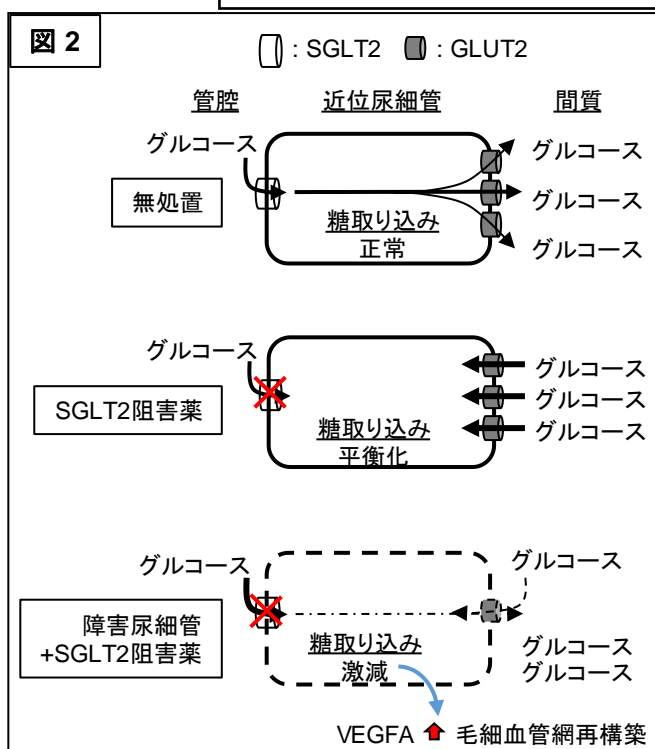 図 2
: SGLT2 : GLUT2
管腔 近位尿細管 間質
グルコース
グルコース
無処置
グルコース
糖取り込み
正常
グルコース
グルコース
グルコース
SGLT2阻害薬
グルコース
糖取り込み
グルコース
平衡化
グルコース
グルコース
障害尿細管
+SGLT2阻害薬
糖取り込み
激減
グルコース
グルコース
VEGFA 毛細血管網再構築